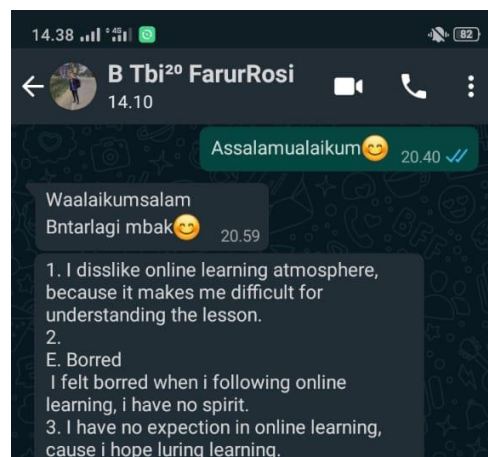 14.38 4G 82
B Tbi²⁰ FarurRosi
14.10
Assalamualaikum😊 20.40
Waalaikumsalam
Bntarlagi mbak😊 20.59
1. I disslike online learning atmosphere,
because it makes me difficult for
understanding the lesson.
2.
E. Borred
I felt borred when i following online
learning, i have no spirit.
3. I have no expection in online learning,
cause i hope luring learning.